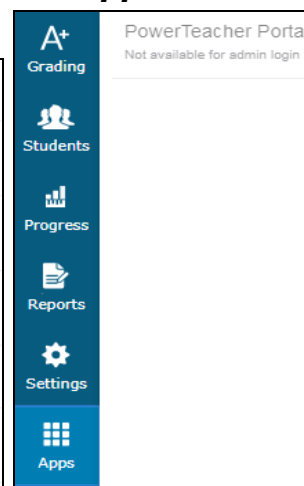 A+
Grading
PowerTeacher Porta
Not available for admin login
Students
Progress
Reports
Settings
Apps